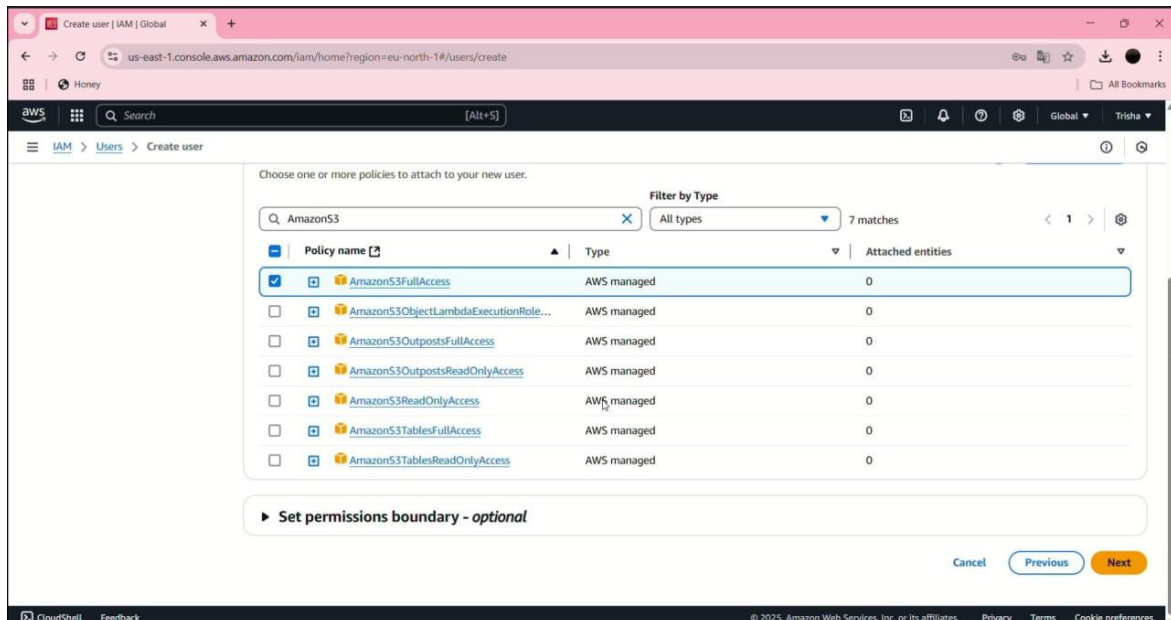 Create user | IAM | Global
us-east-1.console.aws.amazon.com/iam/home?region=eu-north-1#/users/create
Honey
All Bookmarks
aws
Search
[Alt+S]
Global
Trisha
IAM > Users > Create user
Choose one or more policies to attach to your new user.
Filter by Type
AmazonS3
All types
7 matches
1
Policy name
Type
Attached entities
AmazonS3FullAccess AWS managed 0
AmazonS3ObjectLambdaExecutionRole... AWS managed 0
AmazonS3OutpostsFullAccess AWS managed 0
AmazonS3OutpostsReadOnlyAccess AWS managed 0
AmazonS3ReadOnlyAccess AWS managed 0
AmazonS3TablesFullAccess AWS managed 0
AmazonS3TablesReadOnlyAccess AWS managed 0
Set permissions boundary - optional
Cancel
Previous
Next
CloudShell Feedback © 2025, Amazon Web Services, Inc. or its affiliates. Privacy Terms Cookie preferences